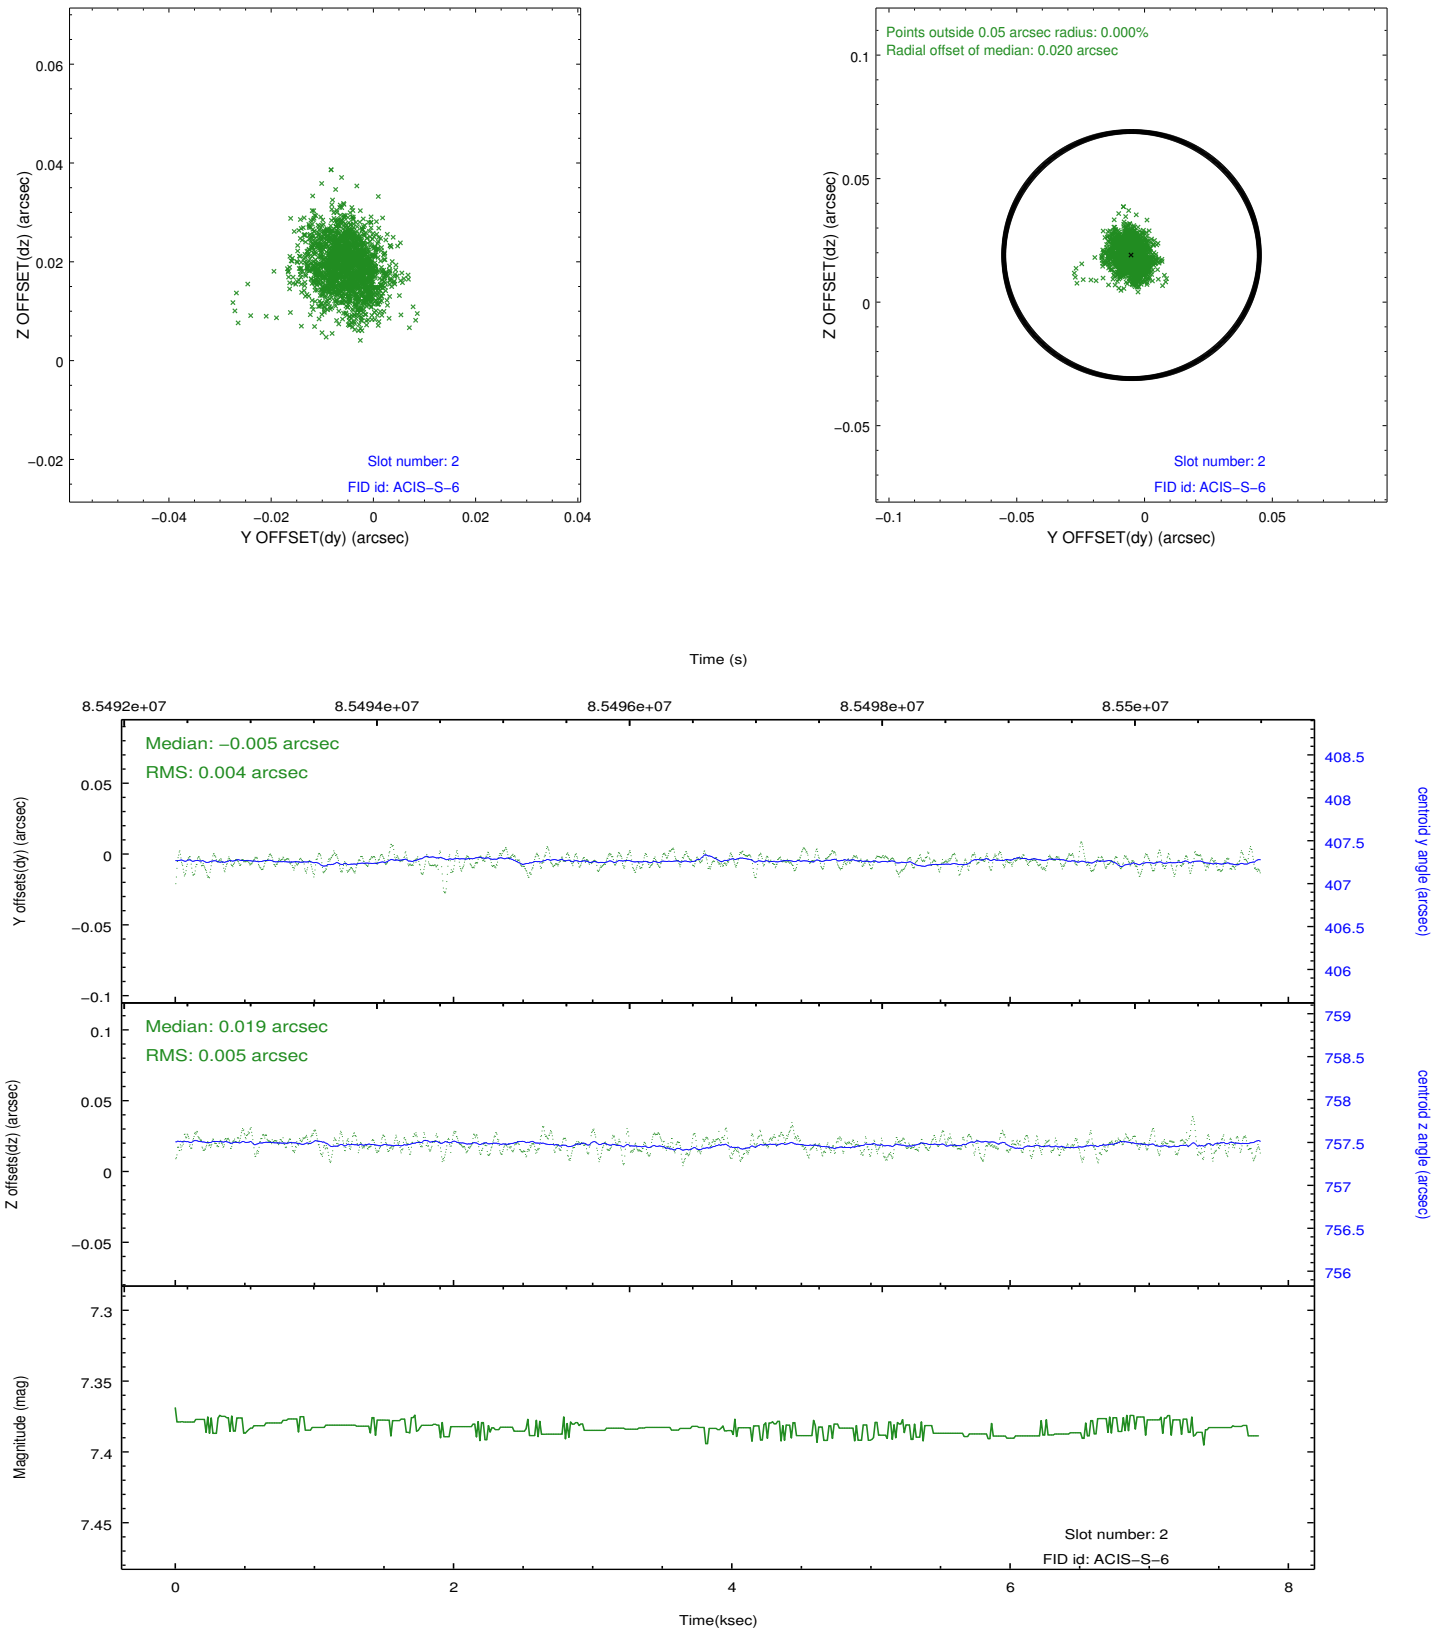 0.06
0.04
0.02
0
−0.02
Z OFFSET(dz) (arcsec)
Slot number: 2
FID id: ACIS−S−6
−0.04
−0.02
0
0.02
0.04
Y OFFSET(dy) (arcsec)
Points outside 0.05 arcsec radius: 0.000%
Radial offset of median: 0.020 arcsec
0.1
0.05
0
−0.05
Z OFFSET(dz) (arcsec)
Slot number: 2
FID id: ACIS−S−6
−0.1
−0.05
0
0.05
Y OFFSET(dy) (arcsec)
Time (s)
8.5492e+07
8.5494e+07
8.5496e+07
8.5498e+07
8.55e+07
Median: −0.005 arcsec
RMS: 0.004 arcsec
0.05
0
−0.05
−0.1
Y offsets(dy) (arcsec)
408.5
408
407.5
407
406.5
406
centroid y angle (arcsec)
Median: 0.019 arcsec
RMS: 0.005 arcsec
0.1
0.05
0
−0.05
Z offsets(dz) (arcsec)
759
758.5
758
757.5
757
756.5
756
centroid z angle (arcsec)
7.3
7.35
7.4
7.45
Magnitude (mag)
Slot number: 2
FID id: ACIS−S−6
0
2
4
6
8
Time(ksec)